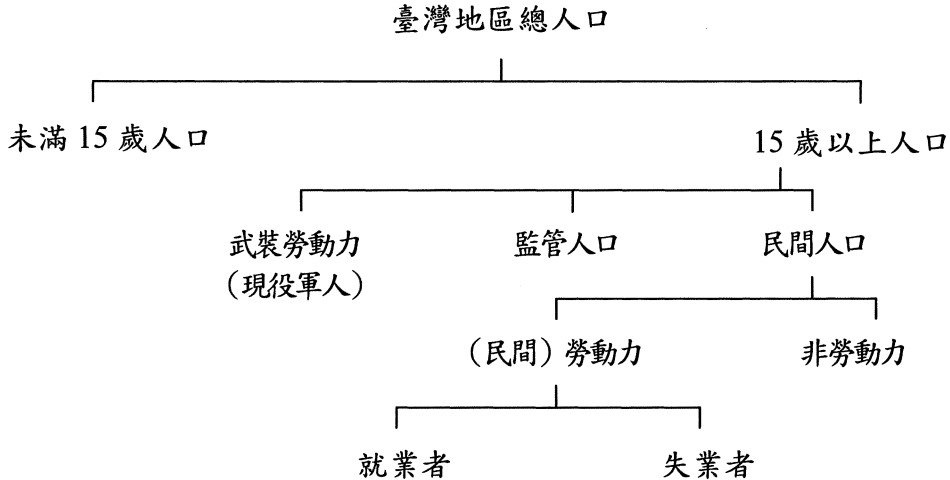 臺灣地區總人口
未滿 15 歲人口
15 歲以上人口
武裝勞動力
（現役軍人）
監管人口
民間人口
（民間）勞動力
非勞動力
就業者
失業者